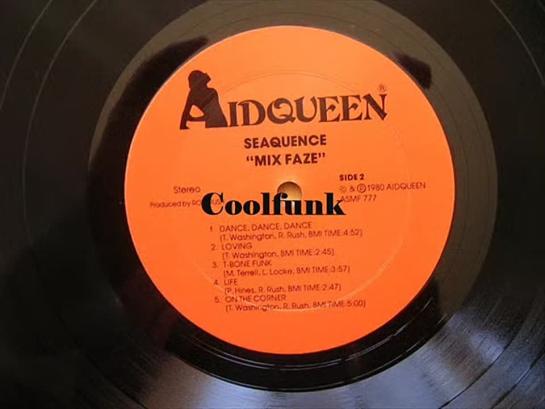 AIDQUEEN ®
SEAQUENCE
"MIX FAZE"
SIDE 2
Stereo
© & ℗ 1980 AIDQUEEN
Produced by
ASMF 777
Coolfunk
1. DANCE, DANCE, DANCE
(T. Washington, R. Rush, BMI TIME:4:52)
2. LOVING
(T. Washington, BMI TIME:2:45)
3. T-BONE FUNK
(M. Terrell, L. Locke, BMI TIME:3:57)
4. LIFE
(P. Hines, R. Rush, BMI TIME:2:47)
5. ON THE CORNER
(T. Washington, R. Rush, BMI TIME:5:00)